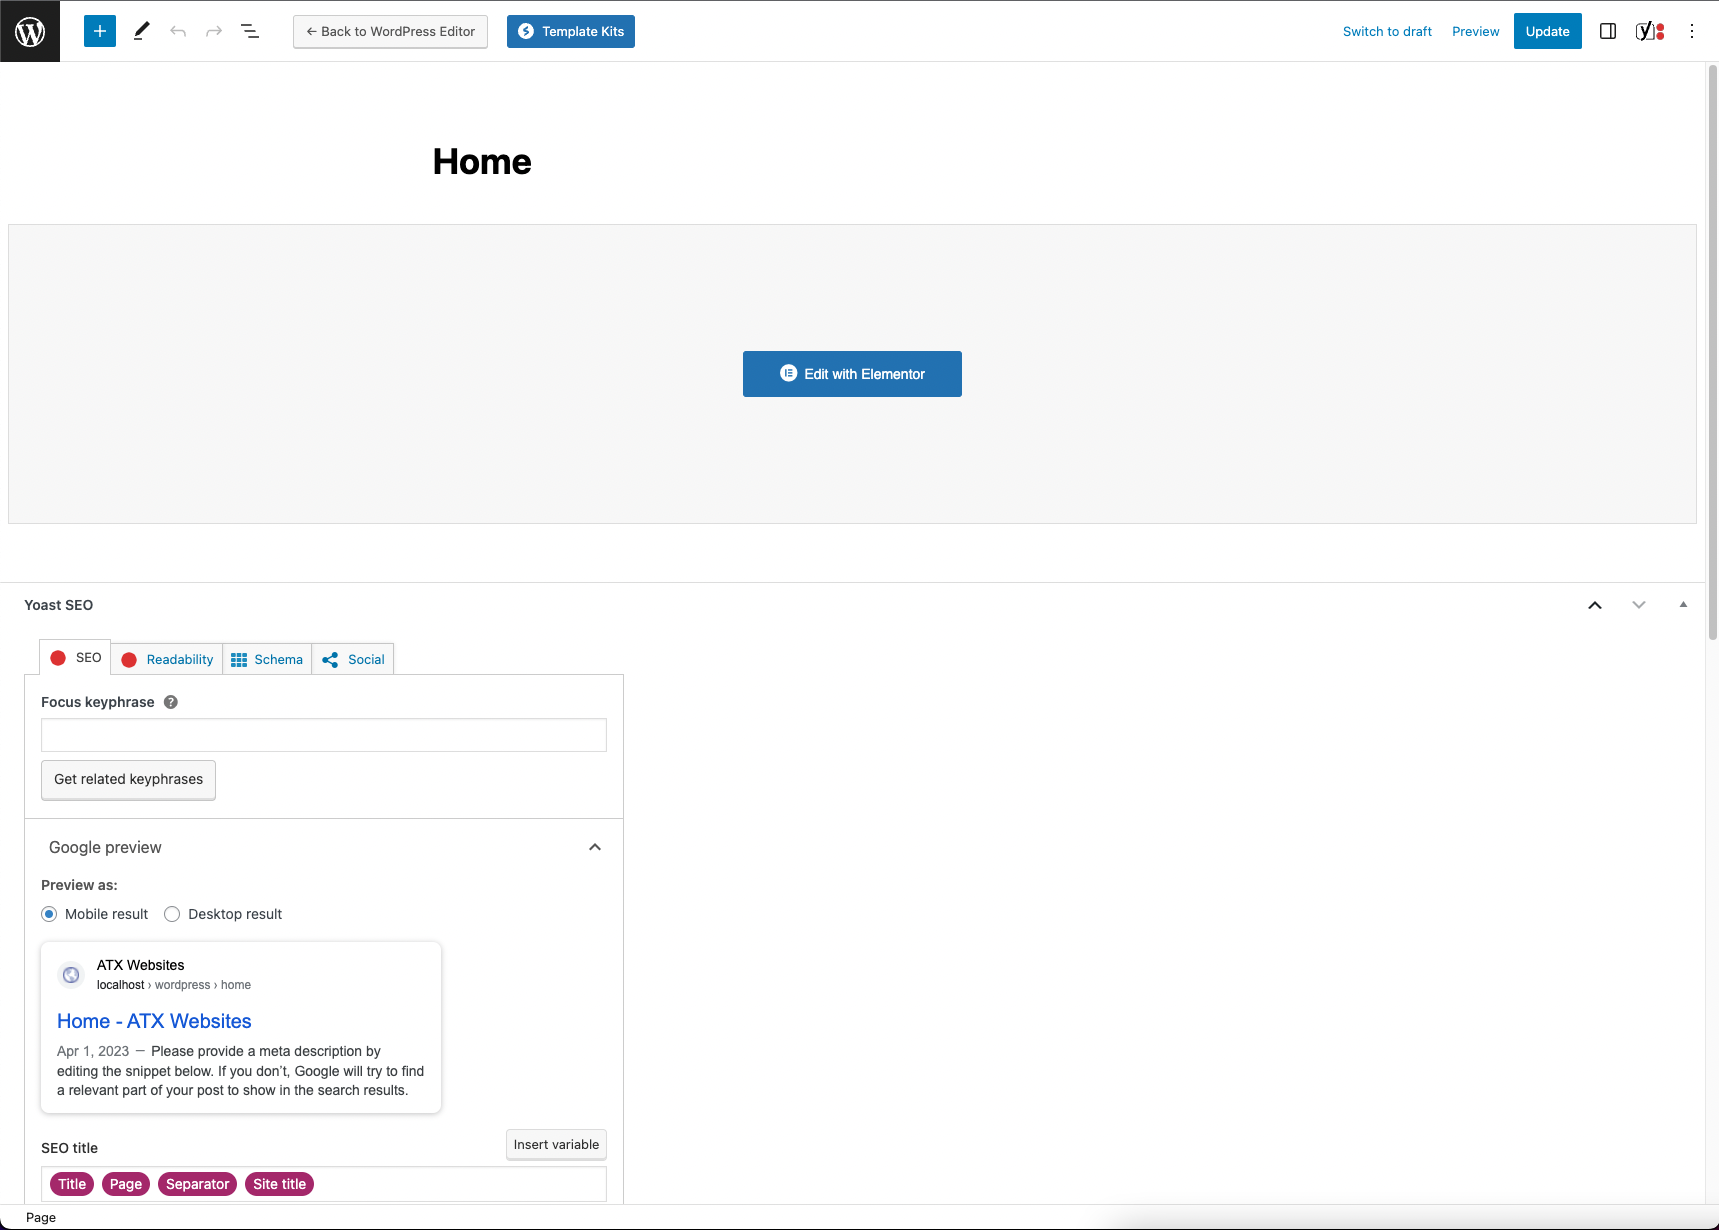 ← Back to WordPress Editor
Template Kits
Switch to draft
Preview
Update
Home
Edit with Elementor
Yoast SEO
SEO
Readability
Schema
Social
Focus keyphrase
Get related keyphrases
Google preview
Preview as:
Mobile result
Desktop result
ATX Websites
localhost › wordpress › home
Home - ATX Websites
Apr 1, 2023 — Please provide a meta description by
editing the snippet below. If you don’t, Google will try to find
a relevant part of your post to show in the search results.
SEO title
Insert variable
Title Page Separator Site title
Page